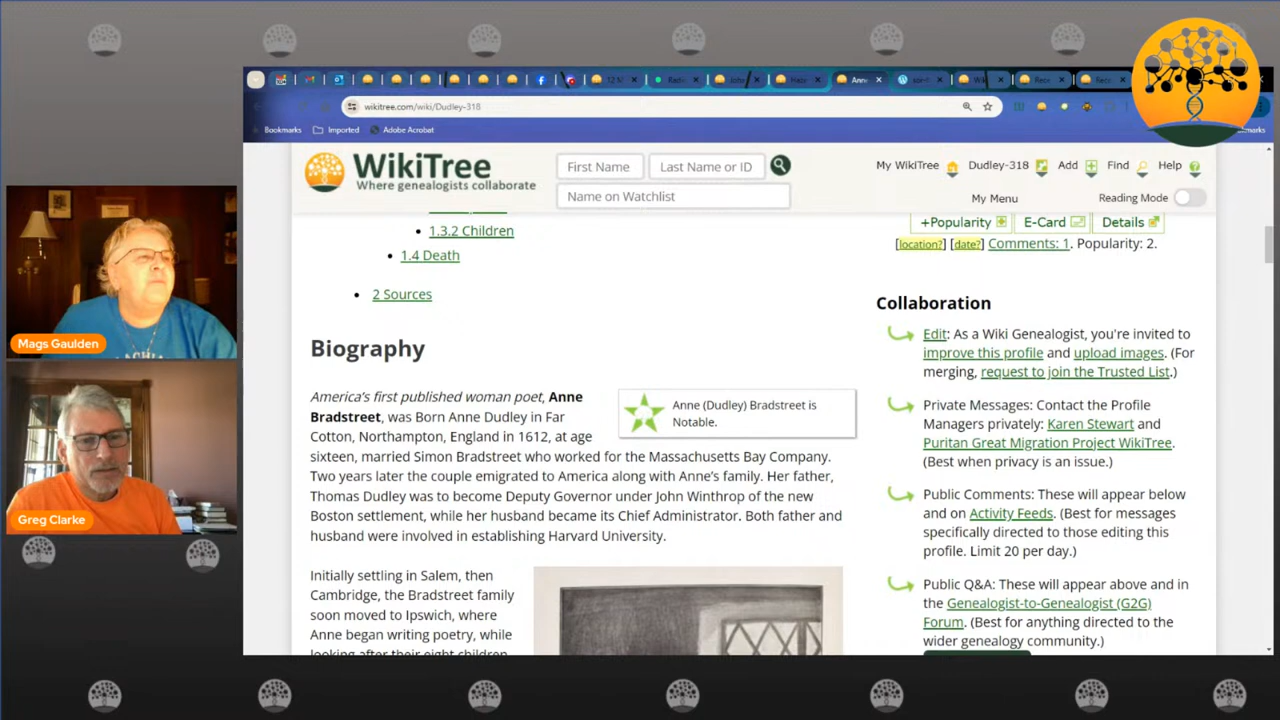 wikitree.com/wiki/Dudley-318
Bookmarks
Imported
Adobe Acrobat
WikiTree
Where genealogists collaborate
First Name
Last Name or ID
Name on Watchlist
My WikiTree
Dudley-318
Add
Find
Help
My Menu
Reading Mode
1.3.2 Children
1.4 Death
2 Sources
+Popularity
E-Card
Details
[location?] [date?] Comments: 1. Popularity: 2.
Biography
America's first published woman poet, Anne
Bradstreet, was Born Anne Dudley in Far
Cotton, Northampton, England in 1612, at age
sixteen, married Simon Bradstreet who worked for the Massachusetts Bay Company.
Two years later the couple emigrated to America along with Anne's family. Her father,
Thomas Dudley was to become Deputy Governor under John Winthrop of the new
Boston settlement, while her husband became its Chief Administrator. Both father and
husband were involved in establishing Harvard University.
Anne (Dudley) Bradstreet is
Notable.
Initially settling in Salem, then
Cambridge, the Bradstreet family
soon moved to Ipswich, where
Anne began writing poetry, while
looking after their eight children
Collaboration
Edit: As a Wiki Genealogist, you're invited to
improve this profile and upload images. (For
merging, request to join the Trusted List.)
Private Messages: Contact the Profile
Managers privately: Karen Stewart and
Puritan Great Migration Project WikiTree.
(Best when privacy is an issue.)
Public Comments: These will appear below
and on Activity Feeds. (Best for messages
specifically directed to those editing this
profile. Limit 20 per day.)
Public Q&A: These will appear above and in
the Genealogist-to-Genealogist (G2G)
Forum. (Best for anything directed to the
wider genealogy community.)
Mags Gaulden
Greg Clarke